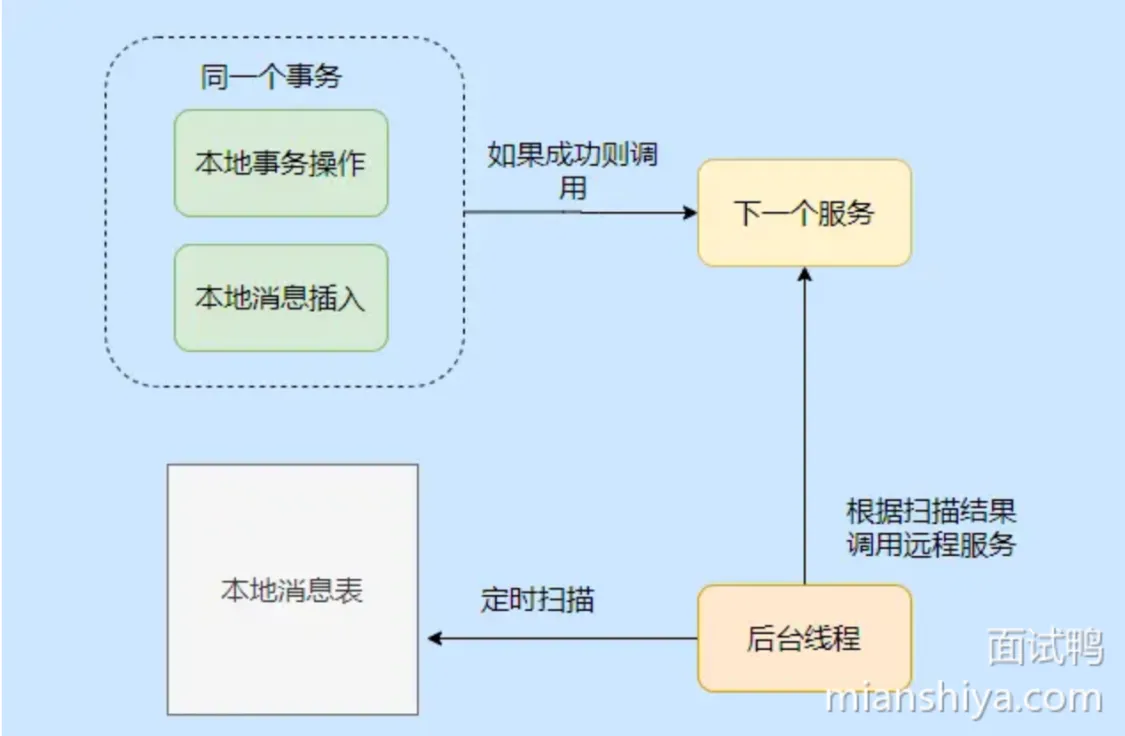 同一个事务
本地事务操作
如果成功则调
用
下一个服务
本地消息插入
根据扫描结果
调用远程服务
本地消息表
定时扫描
后台线程
面试鸭
mianshiya.com